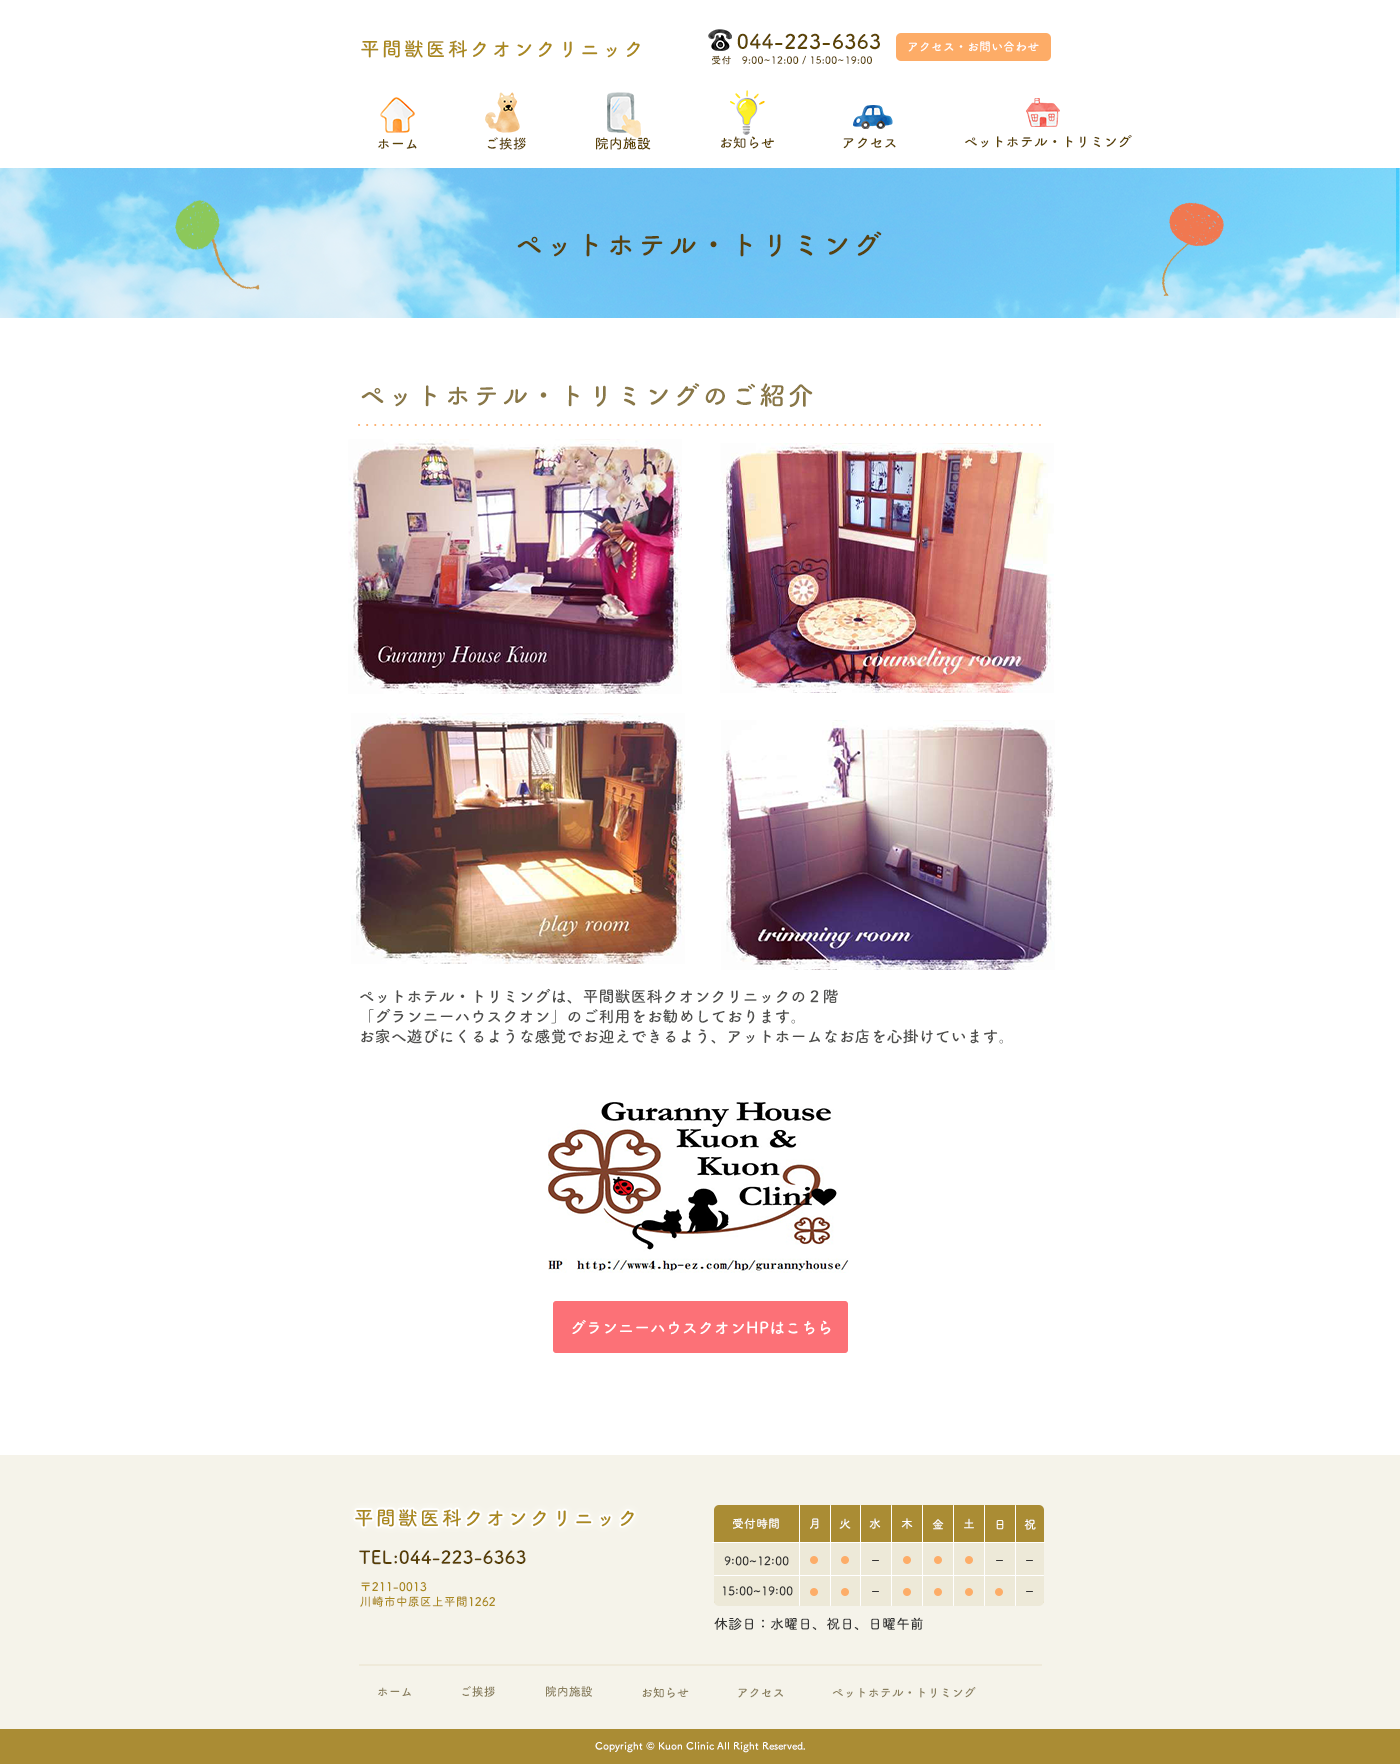 平間獣医科クオンクリニック
044-223-6363
受付 9:00~12:00 / 15:00~19:00
アクセス・お問い合わせ
ホーム
ご挨拶
院内施設
お知らせ
アクセス
ペットホテル・トリミング
ペットホテル・トリミング
ペットホテル・トリミングのご紹介
Guranny House Kuon
counseling room
play room
trimming room
ペットホテル・トリミングは、平間獣医科クオンクリニックの２階
「グランニーハウスクオン」のご利用をお勧めしております。
お家へ遊びにくるような感覚でお迎えできるよう、アットホームなお店を心掛けています。
Guranny House
Kuon &
Kuon
Clini
HP http://www4.hp-ez.com/hp/gurannyhouse/
グランニーハウスクオンHPはこちら
平間獣医科クオンクリニック
TEL:044-223-6363
〒211-0013
川崎市中原区上平間1262
受付時間 月 火 水 木 金 土 日 祝
9:00~12:00 ● ● – ● ● ● – –
15:00~19:00 ● ● – ● ● ● ● –
休診日：水曜日、祝日、日曜午前
ホーム ご挨拶 院内施設 お知らせ アクセス ペットホテル・トリミング
Copyright © Kuon Clinic All Right Reserved.